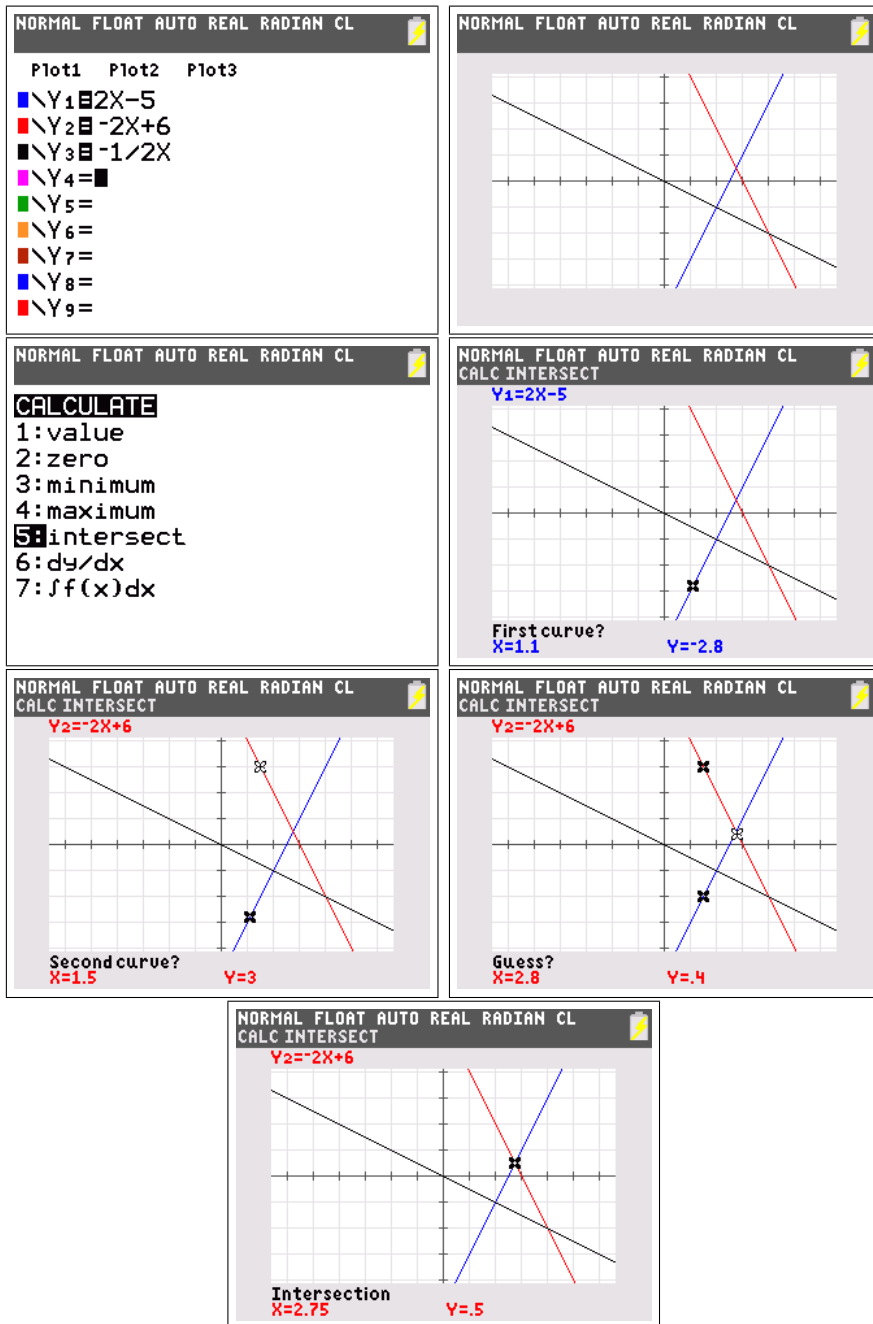 NORMAL FLOAT AUTO REAL RADIAN CL
Plot1 Plot2 Plot3
\Y₁=2X-5
\Y₂=⁻2X+6
\Y₃=⁻1/2X
\Y₄=
\Y₅=
\Y₆=
\Y₇=
\Y₈=
\Y₉=
NORMAL FLOAT AUTO REAL RADIAN CL
NORMAL FLOAT AUTO REAL RADIAN CL
CALCULATE
1:value
2:zero
3:minimum
4:maximum
5:intersect
6:dy/dx
7:∫f(x)dx
NORMAL FLOAT AUTO REAL RADIAN CL
CALC INTERSECT
Y₁=2X-5
First curve?
X=1.1 Y=⁻2.8
NORMAL FLOAT AUTO REAL RADIAN CL
CALC INTERSECT
Y₂=⁻2X+6
Second curve?
X=1.5 Y=3
NORMAL FLOAT AUTO REAL RADIAN CL
CALC INTERSECT
Y₂=⁻2X+6
Guess?
X=2.8 Y=.4
NORMAL FLOAT AUTO REAL RADIAN CL
CALC INTERSECT
Y₂=⁻2X+6
Intersection
X=2.75 Y=.5